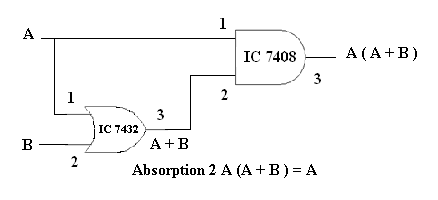 1
A
IC 7408
A ( A + B )
3
2
1
3
IC 7432
B
A + B
2
Absorption 2 A (A + B ) = A